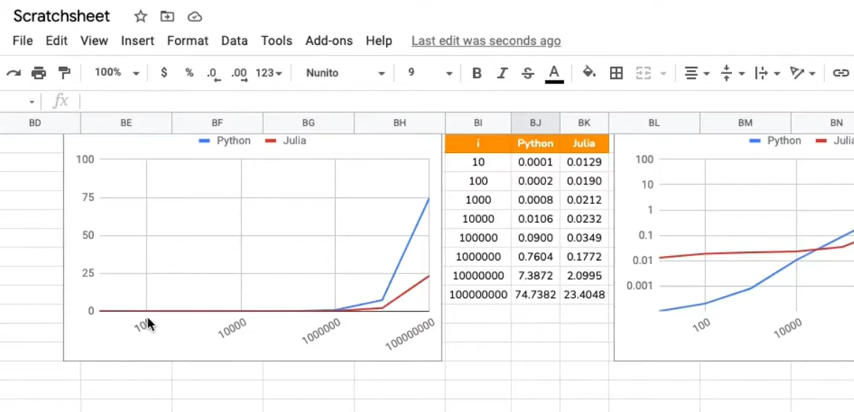 Scratchsheet
File Edit View Insert Format Data Tools Add-ons Help Last edit was seconds ago
100% $ % .0 .00 123 Nunito 9 B I S A
fx
BD BE BF BG BH BI BJ BK BL BM BN
Python Julia
100
75
50
25
0
10000
1000000
100000000
i Python Julia
10 0.0001 0.0129
100 0.0002 0.0190
1000 0.0008 0.0212
10000 0.0106 0.0232
100000 0.0900 0.0349
1000000 0.7604 0.1772
10000000 7.3872 2.0995
100000000 74.7382 23.4048
Python
100
10
1
0.1
0.01
0.001
100
10000